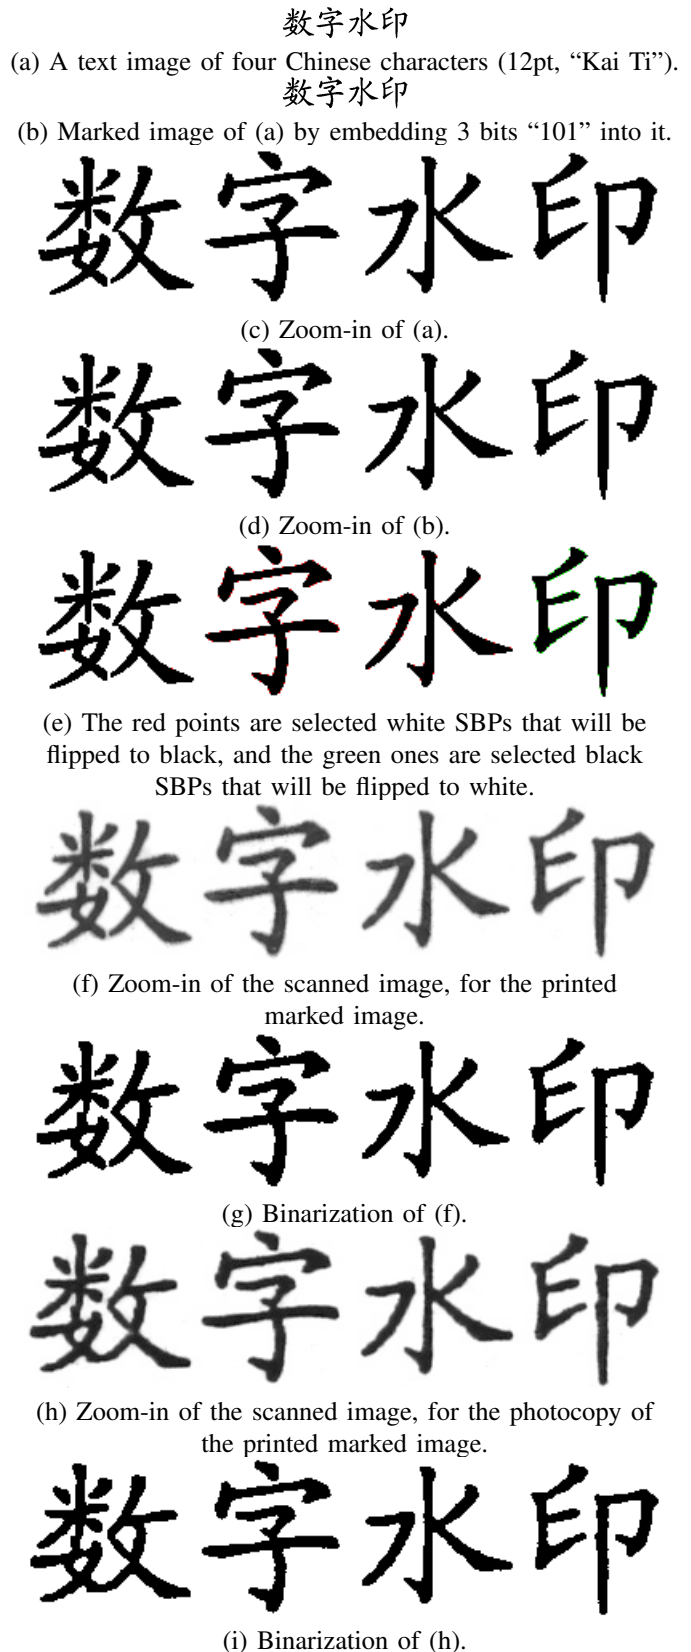 数字水印
(a) A text image of four Chinese characters (12pt, “Kai Ti”).
数字水印
(b) Marked image of (a) by embedding 3 bits “101” into it.
数字水印
(c) Zoom-in of (a).
数字水印
(d) Zoom-in of (b).
数字水印
(e) The red points are selected white SBPs that will be
flipped to black, and the green ones are selected black
SBPs that will be flipped to white.
数字水印
(f) Zoom-in of the scanned image, for the printed
marked image.
数字水印
(g) Binarization of (f).
数字水印
(h) Zoom-in of the scanned image, for the photocopy of
the printed marked image.
数字水印
(i) Binarization of (h).